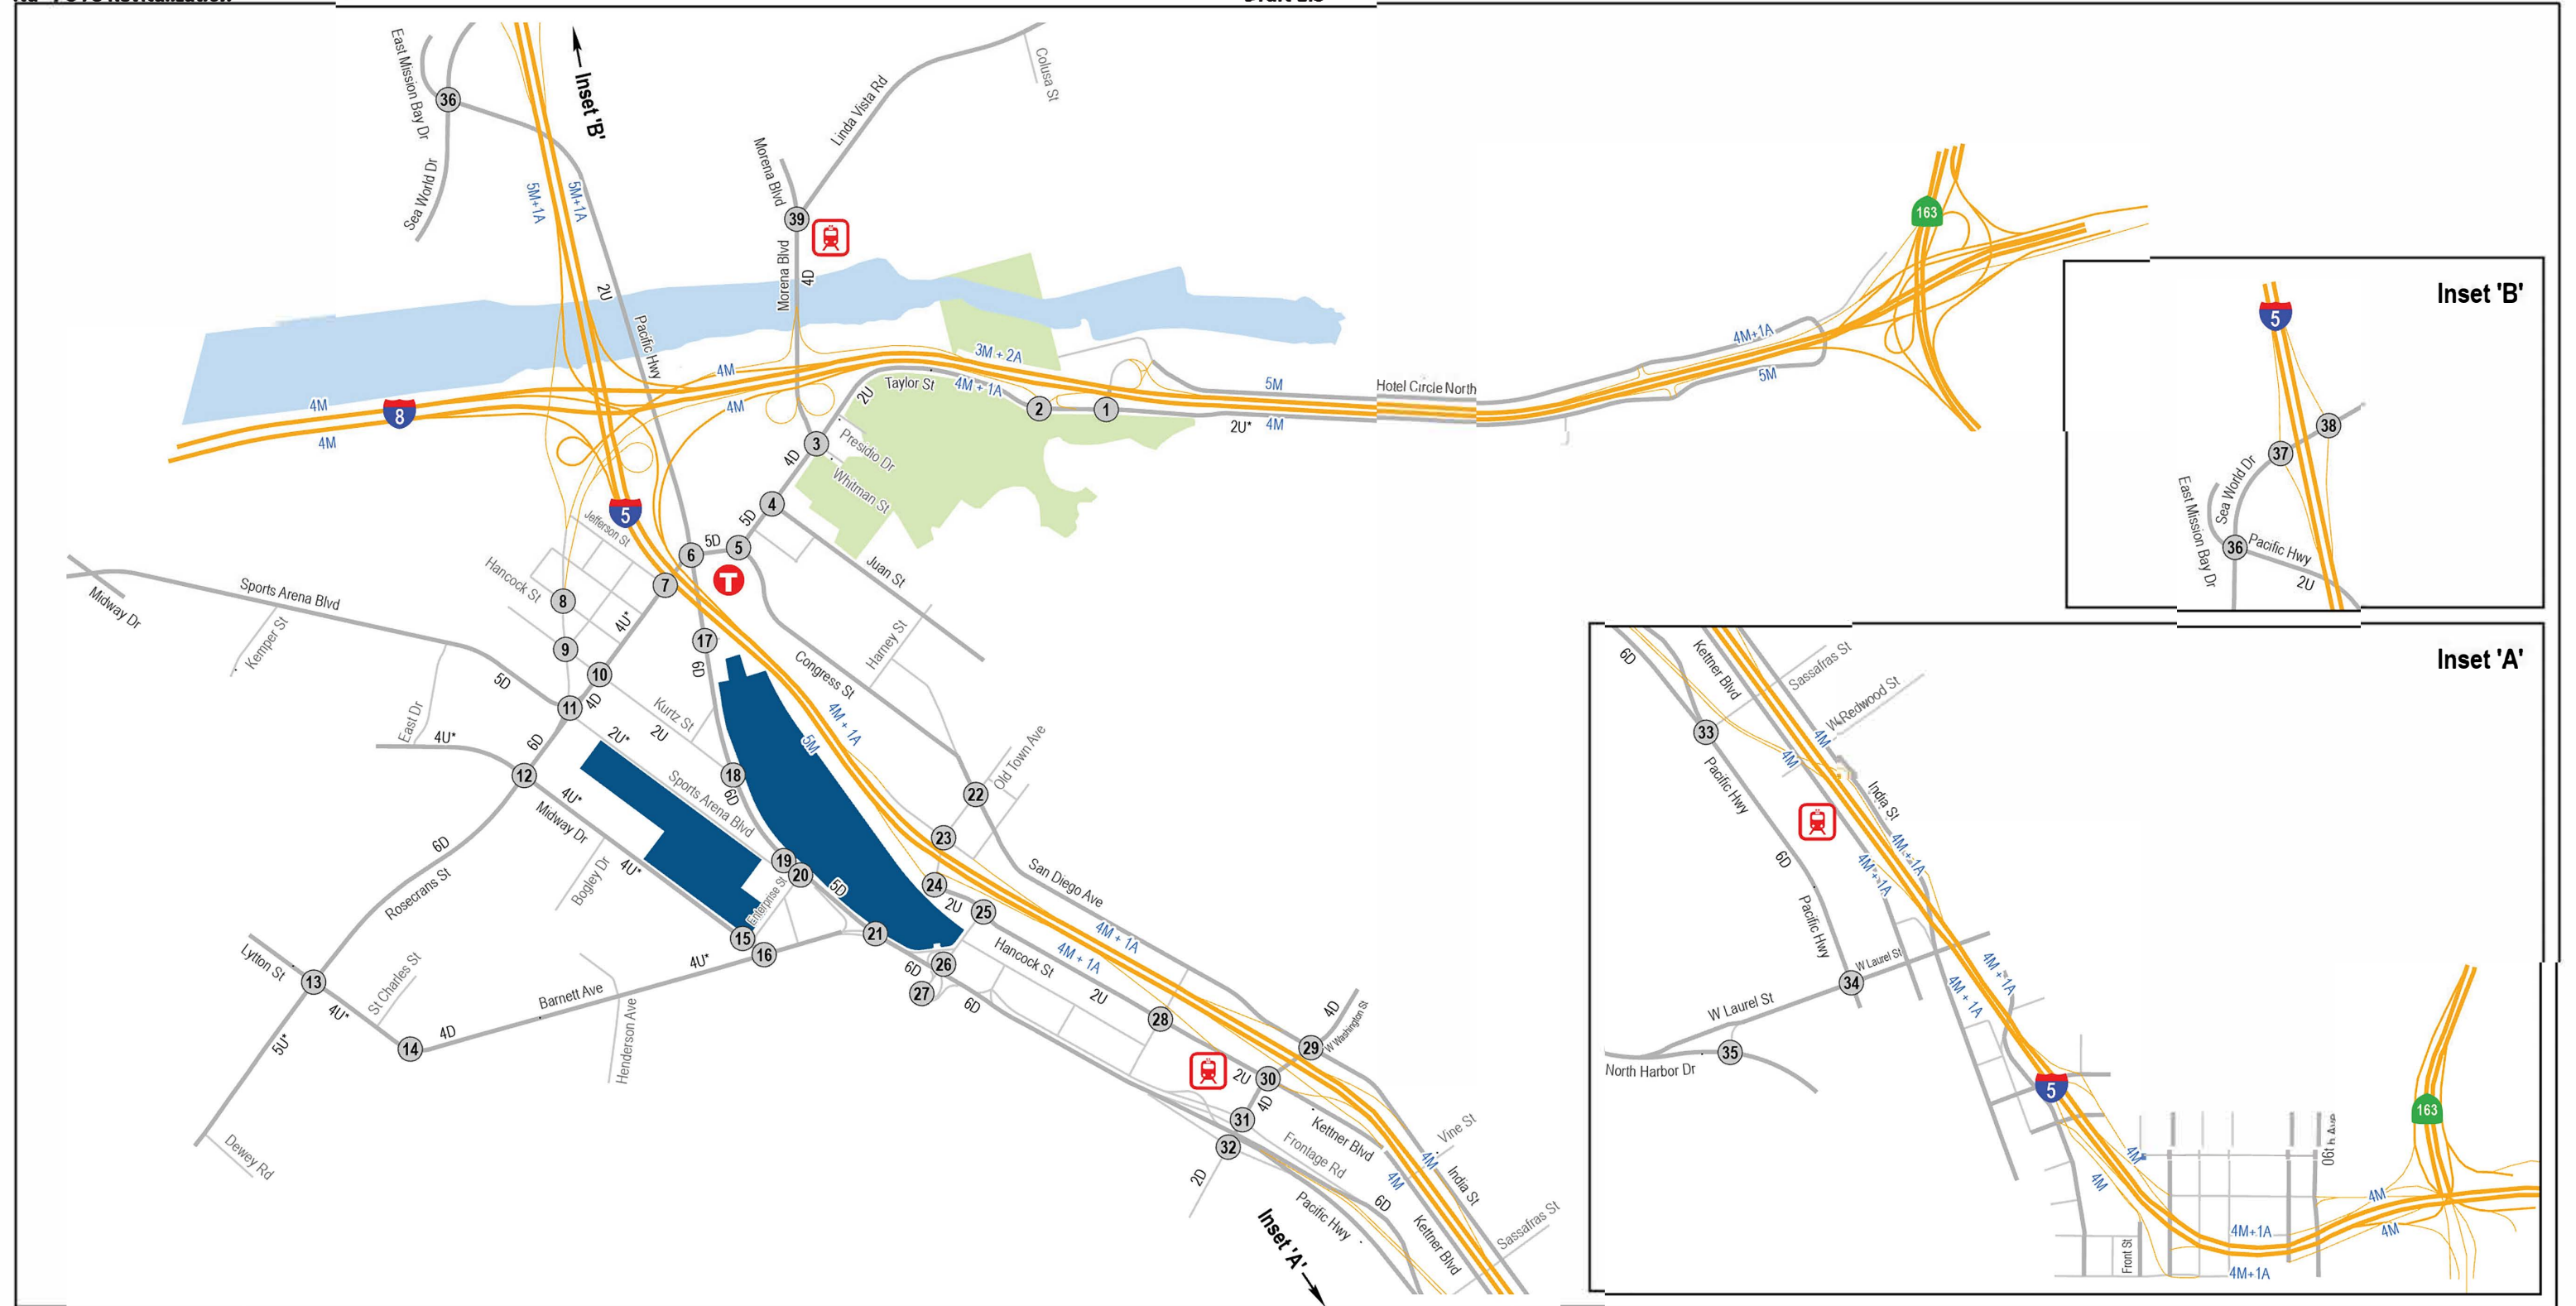 East Mission Bay Dr
36
Sea World Dr
Inset 'B'
5M+1A
5M+1A
2U
Pacific Hwy
Colusa St
Linda Vista Rd
Morena Blvd
39
Morena Blvd
4D
163
4M+1A
5M
Hotel Circle North
5M
2U*
4M
3M + 2A
4M + 1A
Taylor St
2U
2
1
4M
4M
4M
8
4M
3
Presidio Dr
4D
Whitman St
4
5D
5
5D
6
T
5
Jefferson St
7
Hancock St
8
4U*
9
10
4D
11
17
6D
Juan St
Harney St
Congress St
4M + 1A
5M
Midway Dr
Sports Arena Blvd
Kemper St
5D
East Dr
4U*
6D
12
Kurtz St
2U
2U*
Sports Arena Blvd
18
6D
Old Town Ave
22
23
24
2U
25
19
20
5D
21
4U*
Midway Dr
4U*
Bogley Dr
Enterprise St
15
16
4U*
6D
Rosecrans St
Lytton St
13
St Charles St
4U*
14
4D
Barnett Ave
Henderson Ave
5U*
Dewey Rd
6D
26
27
6D
San Diego Ave
4M + 1A
4M + 1A
Hancock St
2U
28
4D
W Washington St
29
2U
30
4D
31
32
2D
Kettner Blvd
Frontage Rd
Pacific Hwy
6D
Vine St
4M
India St
4M
Kettner Blvd
Sassafras St
Inset 'A'
Inset 'B'
5
38
37
Sea World Dr
East Mission Bay Dr
36
Pacific Hwy
2U
Inset 'A'
6D
Kettner Blvd
Sassafras St
W Redwood St
33
4M
4M
Pacific Hwy
India St
6D
4M + 1A
4M + 1A
Pacific Hwy
W Laurel St
34
W Laurel St
4M + 1A
4M + 1A
35
North Harbor Dr
5
4M
4M
Front St
163
4M
4M+1A
4M
4M+1A